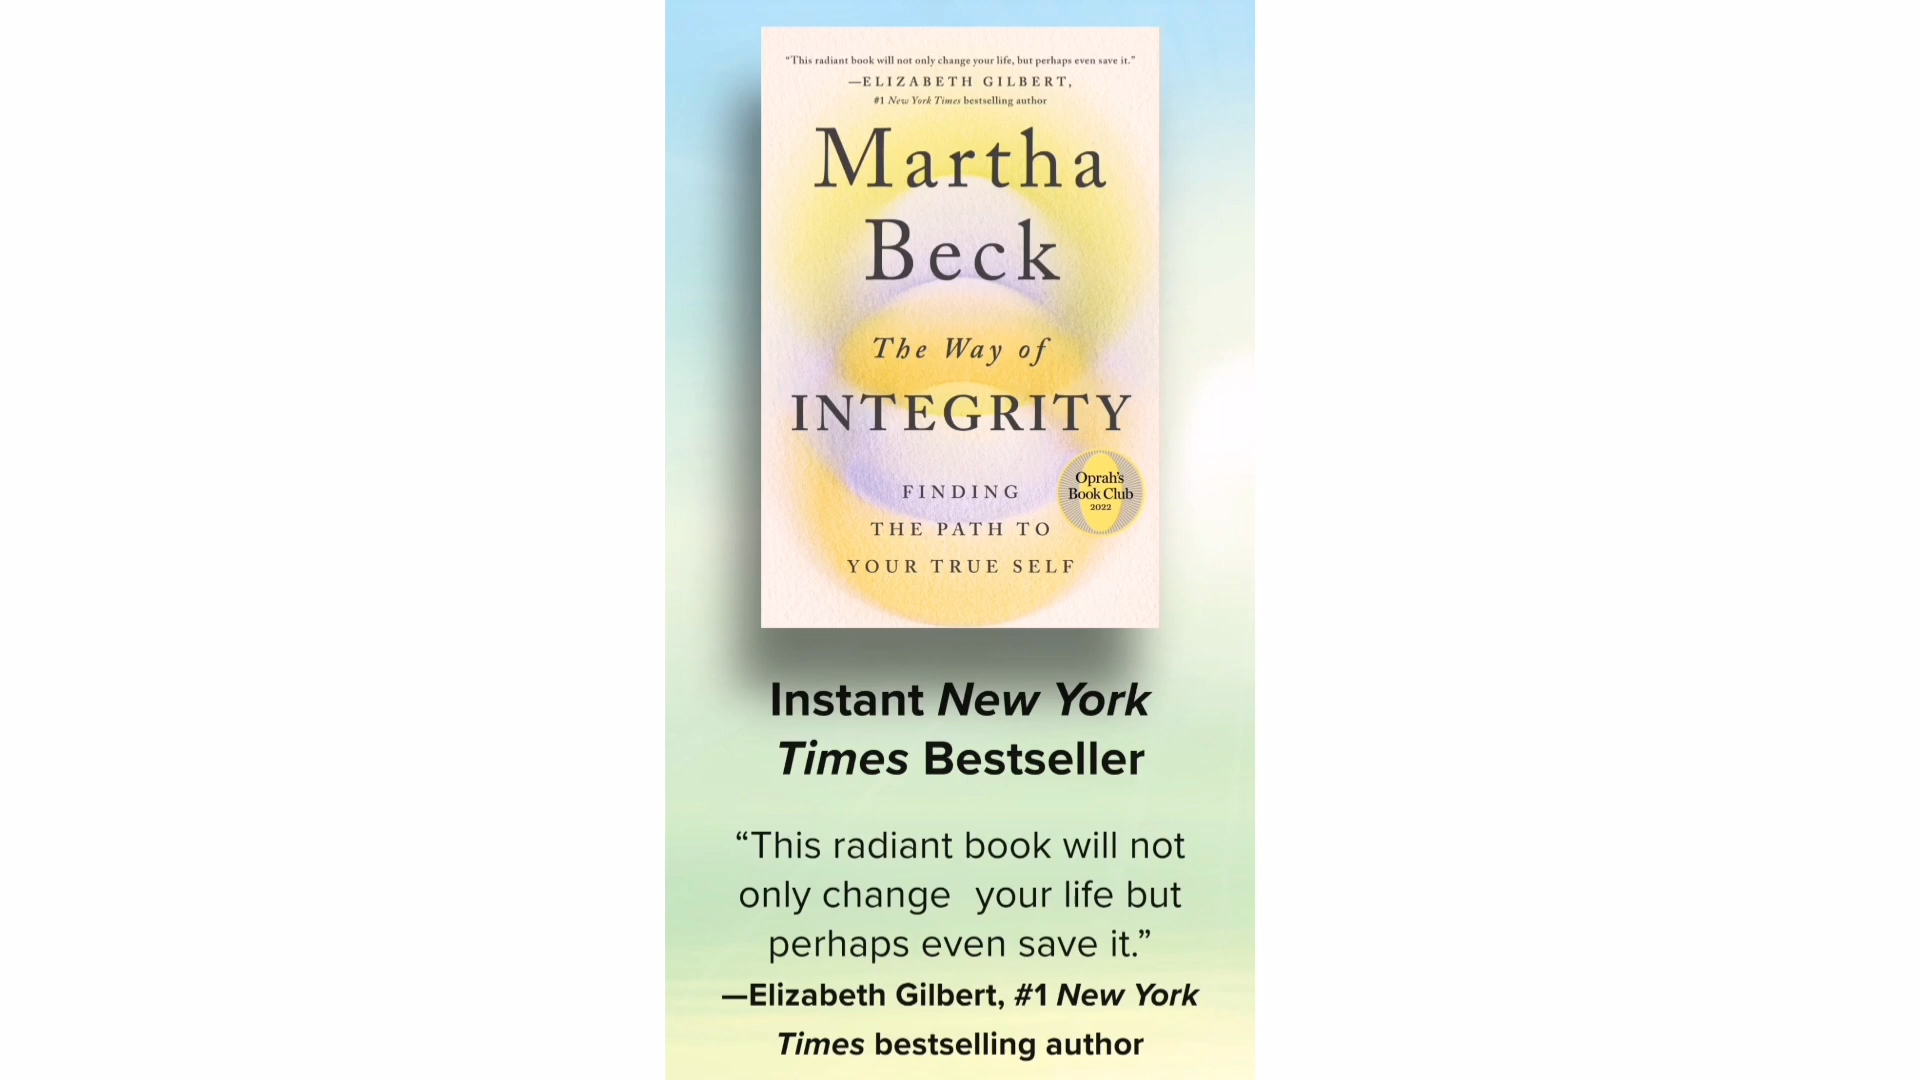 “This radiant book will not only change your life, but perhaps even save it.”
—ELIZABETH GILBERT,
#1 New York Times bestselling author
Martha
Beck
The Way of
INTEGRITY
FINDING
THE PATH TO
YOUR TRUE SELF
Oprah’s
Book Club
2022
Instant New York
Times Bestseller
“This radiant book will not
only change your life but
perhaps even save it.”
—Elizabeth Gilbert, #1 New York
Times bestselling author